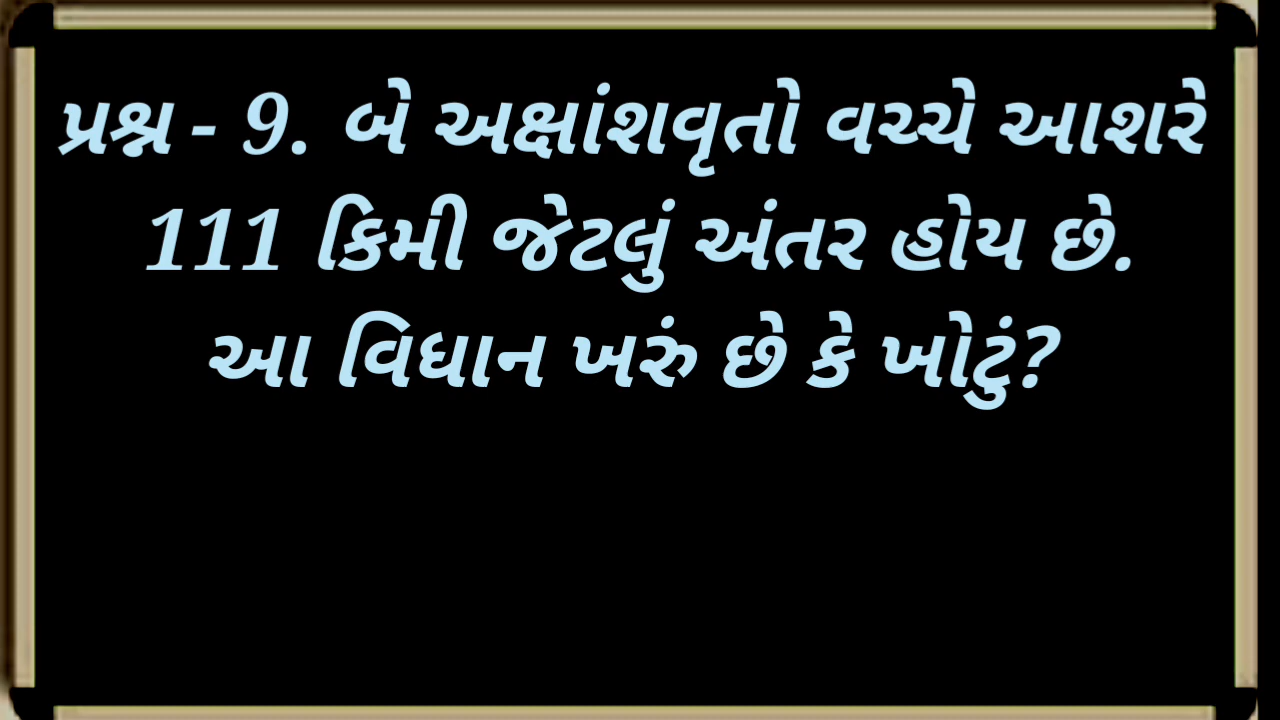 પ્રશ્ન - 9. બે અક્ષાંશવૃતો વચ્ચે આશરે
111 કિમી જેટલું અંતર હોય છે.
આ વિધાન ખરું છે કે ખોટું?